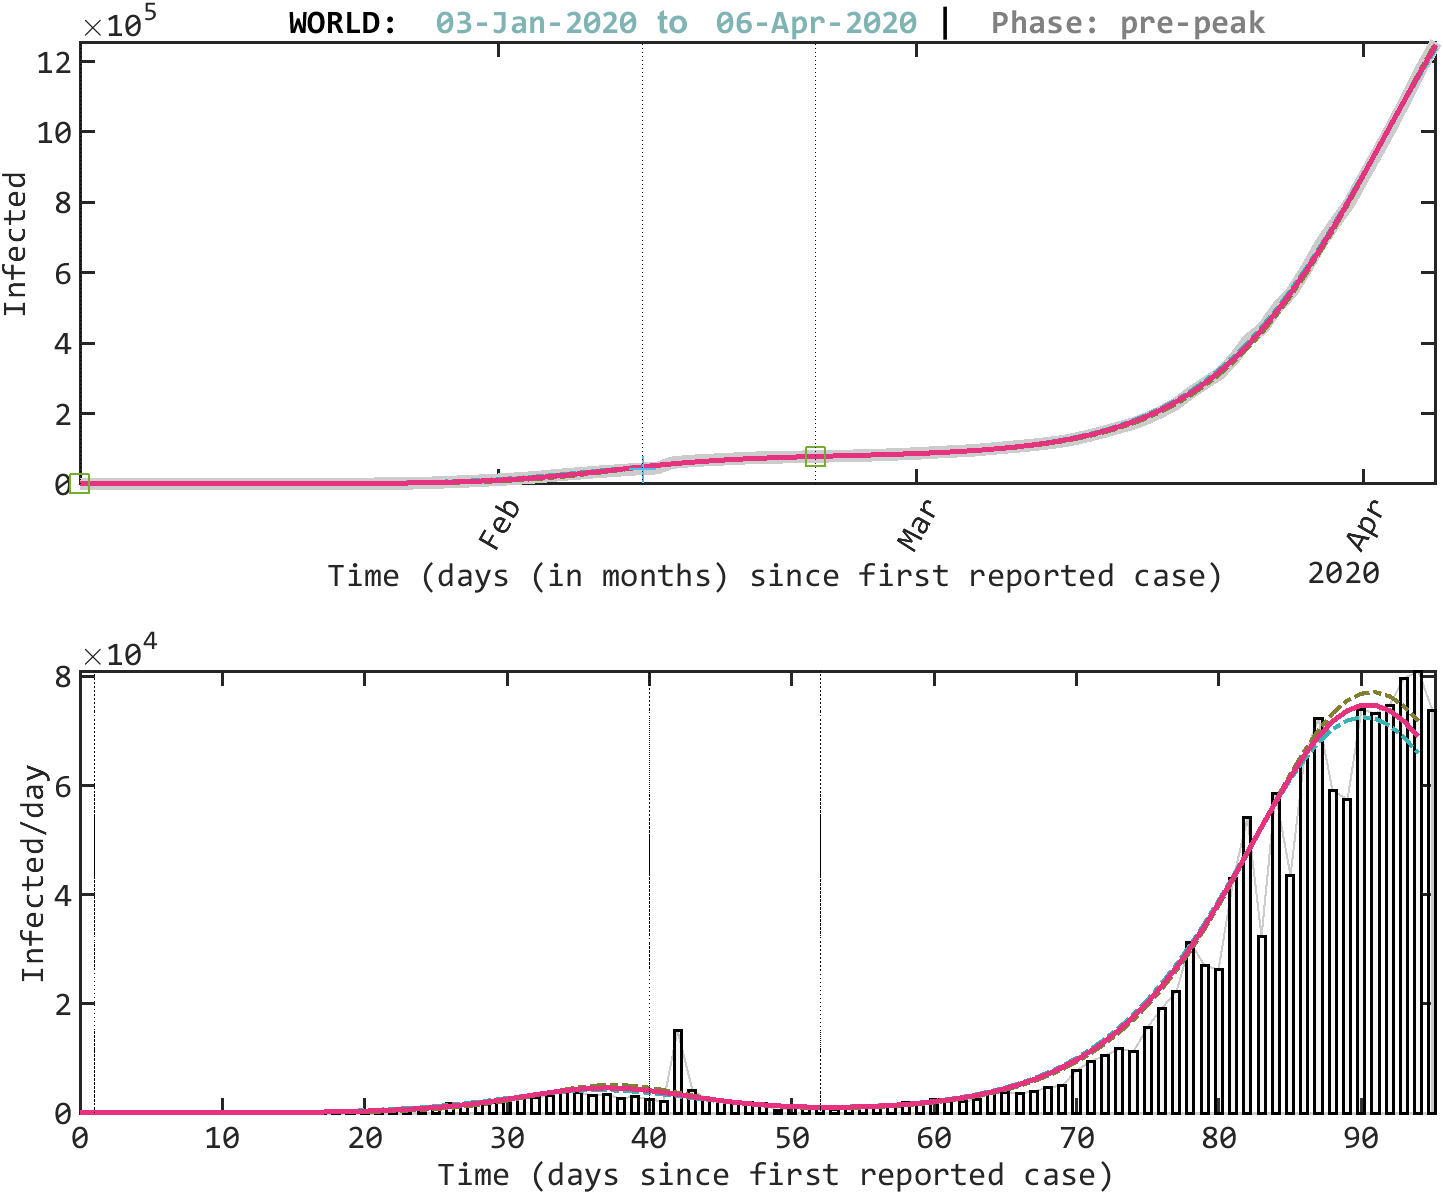 ×10^5 WORLD: 03-Jan-2020 to 06-Apr-2020 | Phase: pre-peak
12
10
8
6
4
2
0
Infected
Feb Mar Apr
Time (days (in months) since first reported case) 2020
×10^4
8
6
4
2
0
Infected/day
0 10 20 30 40 50 60 70 80 90
Time (days since first reported case)